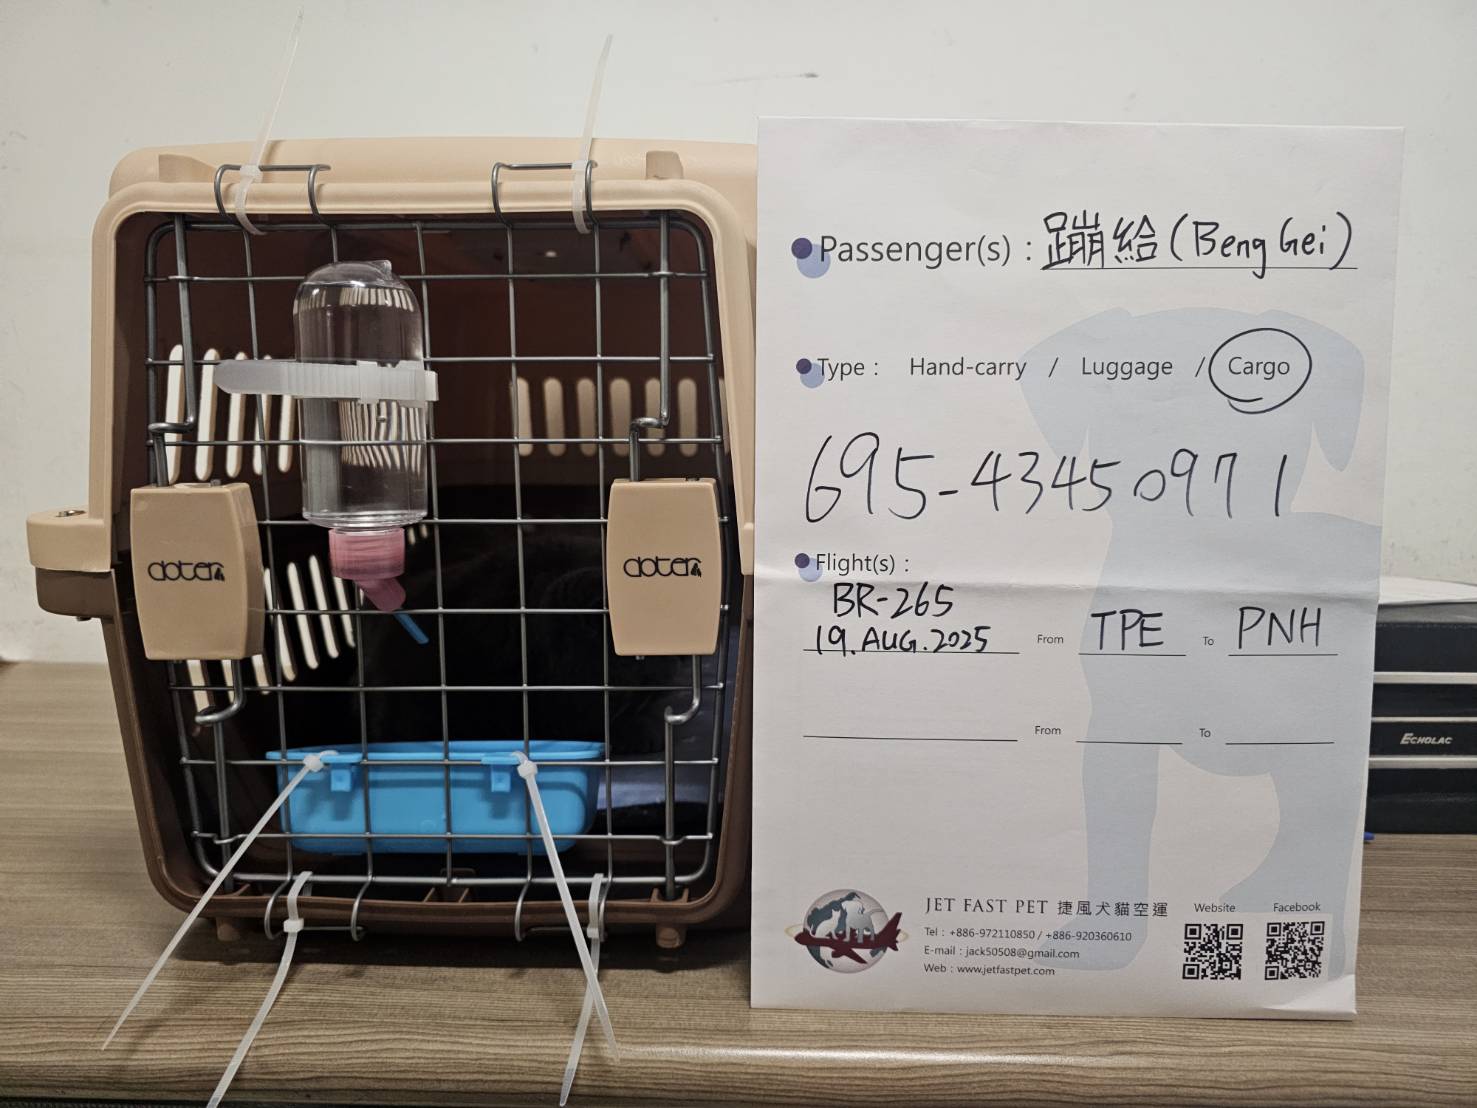 doter
doter
Passenger(s) : 蹦給 (Beng Gei)
Type : Hand-carry / Luggage / Cargo
695-43450971
Flight(s) :
BR-265
19.AUG.2025 From TPE To PNH
From To
JET FAST PET 捷風犬貓空運
Tel : +886-972110850 / +886-920360610
E-mail : jack50508@gmail.com
Web : www.jetfastpet.com
Website Facebook
ECHOLAC